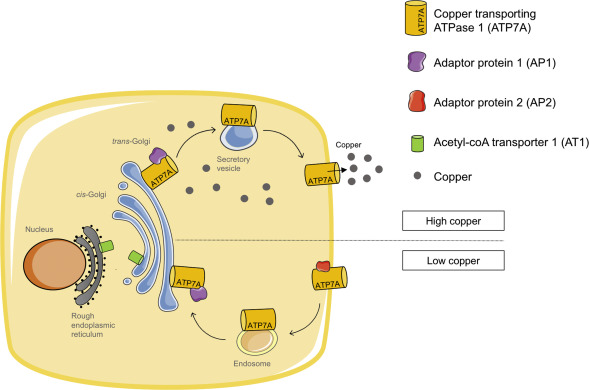 ATP7A
Copper transporting
ATPase 1 (ATP7A)
Adaptor protein 1 (AP1)
Adaptor protein 2 (AP2)
Acetyl-coA transporter 1 (AT1)
Copper
ATP7A
trans-Golgi
ATP7A
Secretory
vesicle
Copper
ATP7A
cis-Golgi
Nucleus
High copper
Low copper
ATP7A
ATP7A
Rough
endoplasmic
reticulum
ATP7A
Endosome